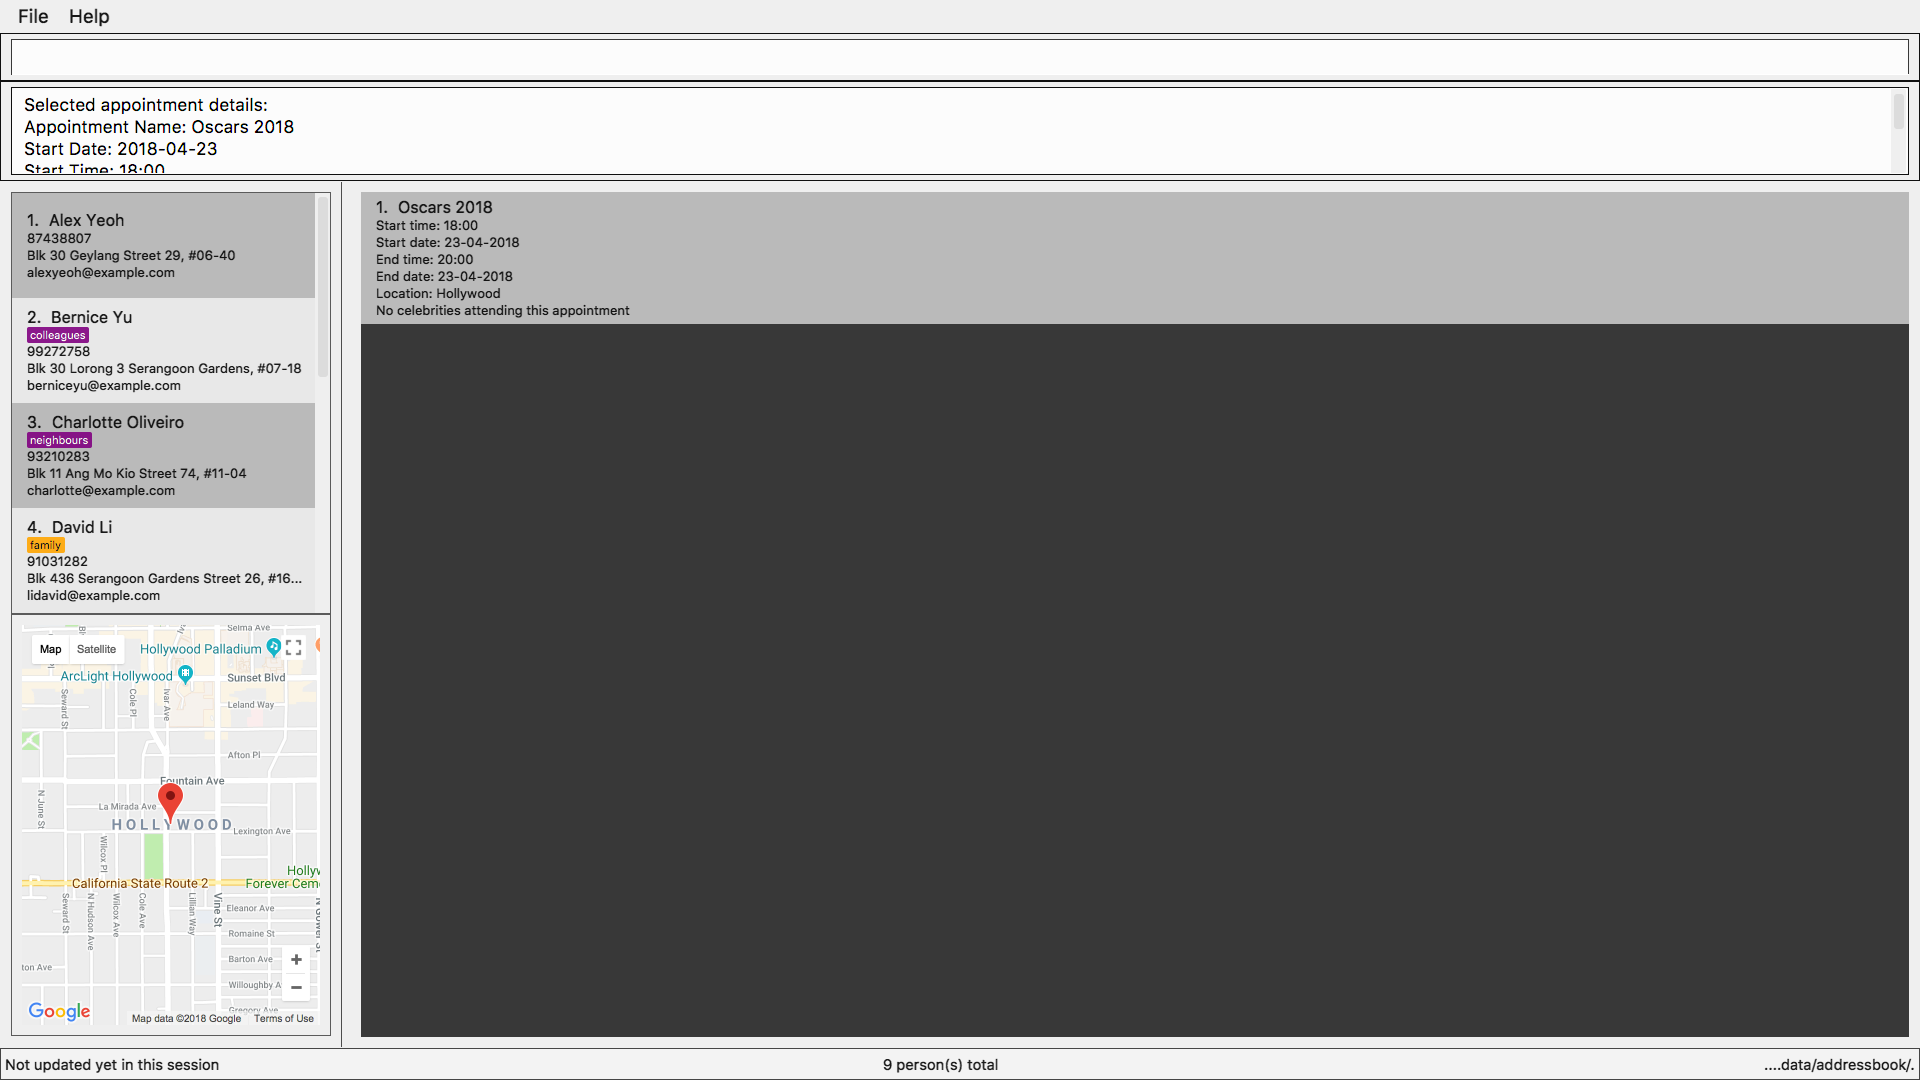 File Help
Selected appointment details:
Appointment Name: Oscars 2018
Start Date: 2018-04-23
Start Time: 18:00
1. Alex Yeoh
87438807
Blk 30 Geylang Street 29, #06-40
alexyeoh@example.com
2. Bernice Yu
colleagues
99272758
Blk 30 Lorong 3 Serangoon Gardens, #07-18
berniceyu@example.com
3. Charlotte Oliveiro
neighbours
93210283
Blk 11 Ang Mo Kio Street 74, #11-04
charlotte@example.com
4. David Li
family
91031282
Blk 436 Serangoon Gardens Street 26, #16...
lidavid@example.com
1. Oscars 2018
Start time: 18:00
Start date: 23-04-2018
End time: 20:00
End date: 23-04-2018
Location: Hollywood
No celebrities attending this appointment
Map Satellite
Selma Ave
Hollywood Palladium
ArcLight Hollywood
Sunset Blvd
Seward St
Cole Pl
Ivar Ave
Leland Way
Afton Pl
Fountain Ave
N June St
La Mirada Ave
HOLLYWOOD
Lexington Ave
Wilcox Pl
Hollyw
Forever Cem
California State Route 2
Seward St
N Hudson Ave
Wilcox Ave
Cole Ave
Lillian Way
Vine St
Eleanor Ave
Romaine St
Barton Ave
ton Ave
Willoughby A
Gregory Ave
Google
Map data ©2018 Google Terms of Use
Not updated yet in this session
9 person(s) total
....data/addressbook/.